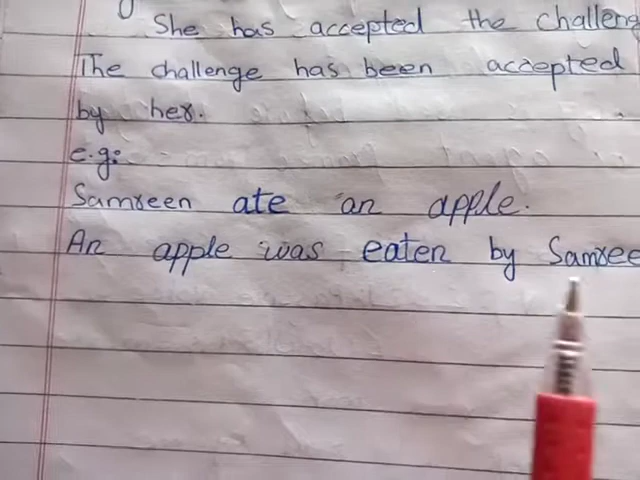 She has accepted the challeng
The challenge has been accepted
by her.
e.g:
Samreen ate an apple.
An apple was eaten by Samree